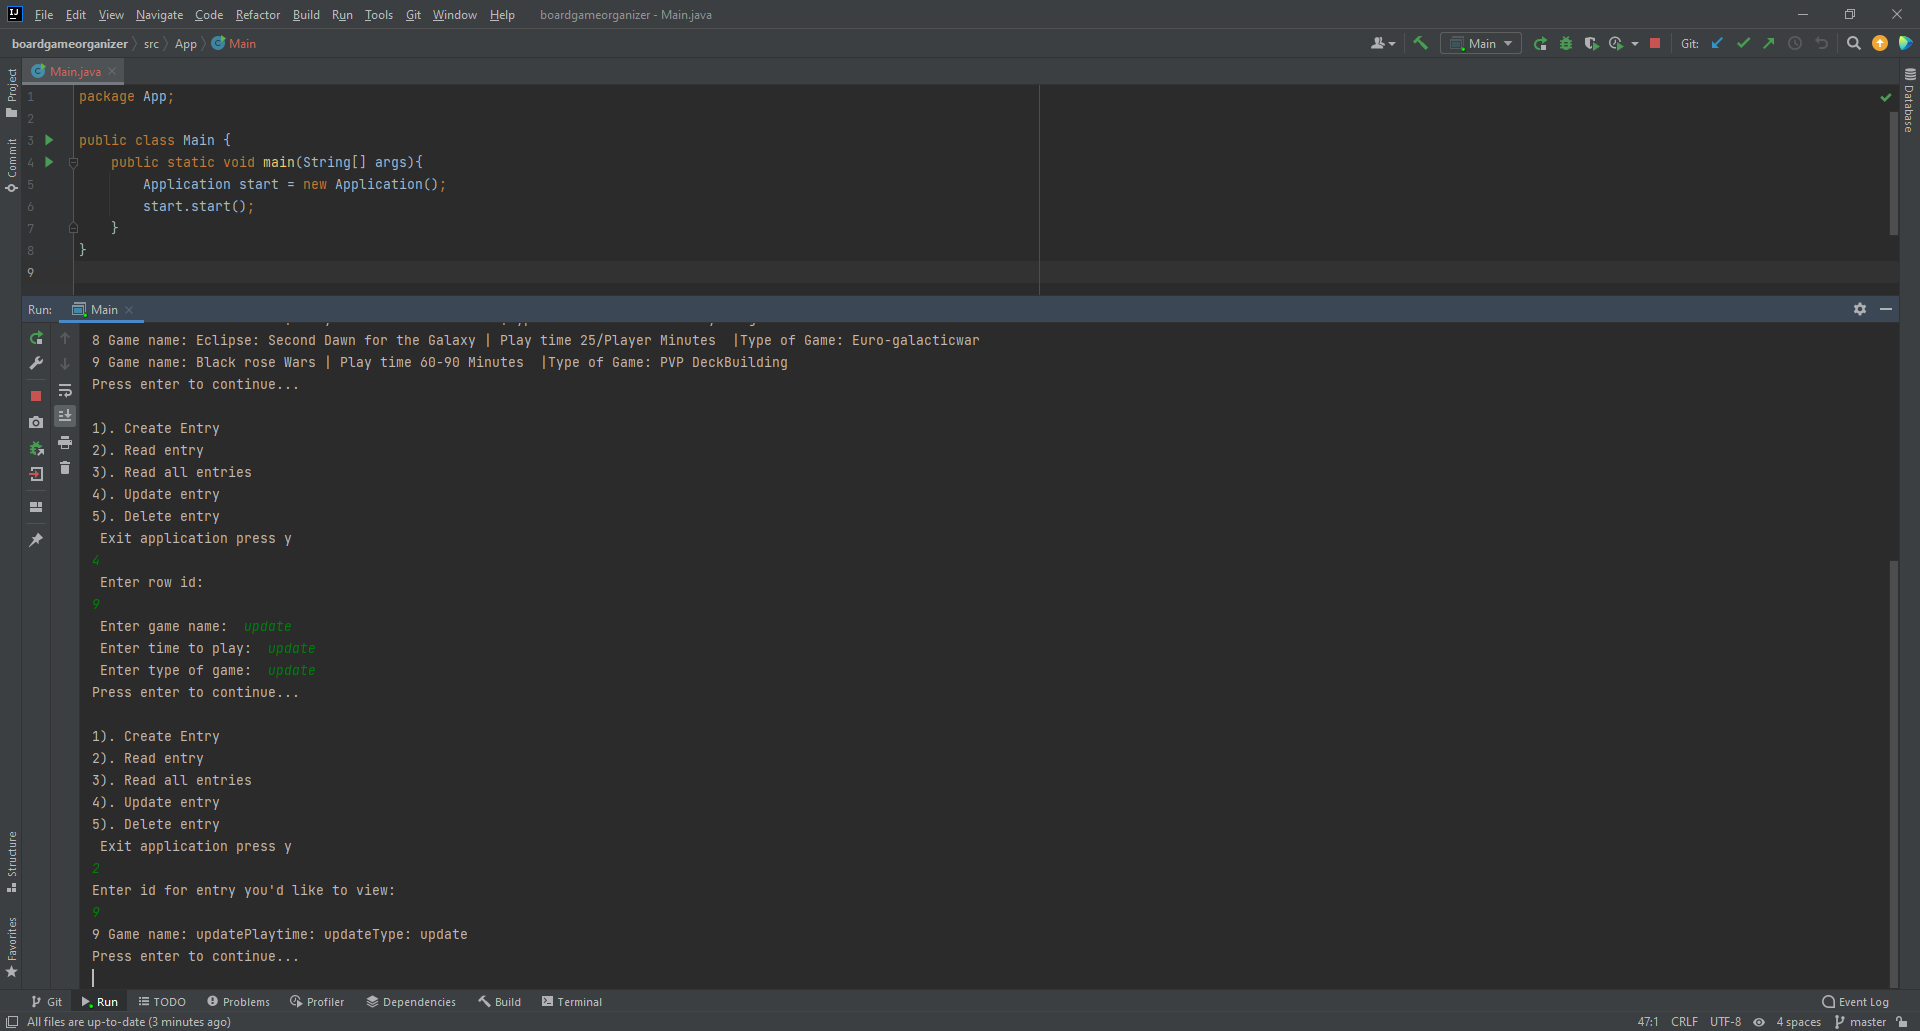 IJ File Edit View Navigate Code Refactor Build Run Tools Git Window Help boardgameorganizer - Main.java
boardgameorganizer src App Main
Main Git:
Project
Commit
Structure
Favorites
Database
Main.java
1 package App;
2
3 public class Main {
4 public static void main(String[] args){
5 Application start = new Application();
6 start.start();
7 }
8 }
9
Run: Main
8 Game name: Eclipse: Second Dawn for the Galaxy | Play time 25/Player Minutes |Type of Game: Euro-galacticwar
9 Game name: Black rose Wars | Play time 60-90 Minutes |Type of Game: PVP DeckBuilding
Press enter to continue...
1). Create Entry
2). Read entry
3). Read all entries
4). Update entry
5). Delete entry
Exit application press y
4
Enter row id:
9
Enter game name: update
Enter time to play: update
Enter type of game: update
Press enter to continue...
1). Create Entry
2). Read entry
3). Read all entries
4). Update entry
5). Delete entry
Exit application press y
2
Enter id for entry you'd like to view:
9
9 Game name: updatePlaytime: updateType: update
Press enter to continue...
Git Run TODO Problems Profiler Dependencies Build Terminal Event Log
All files are up-to-date (3 minutes ago) 47:1 CRLF UTF-8 4 spaces master